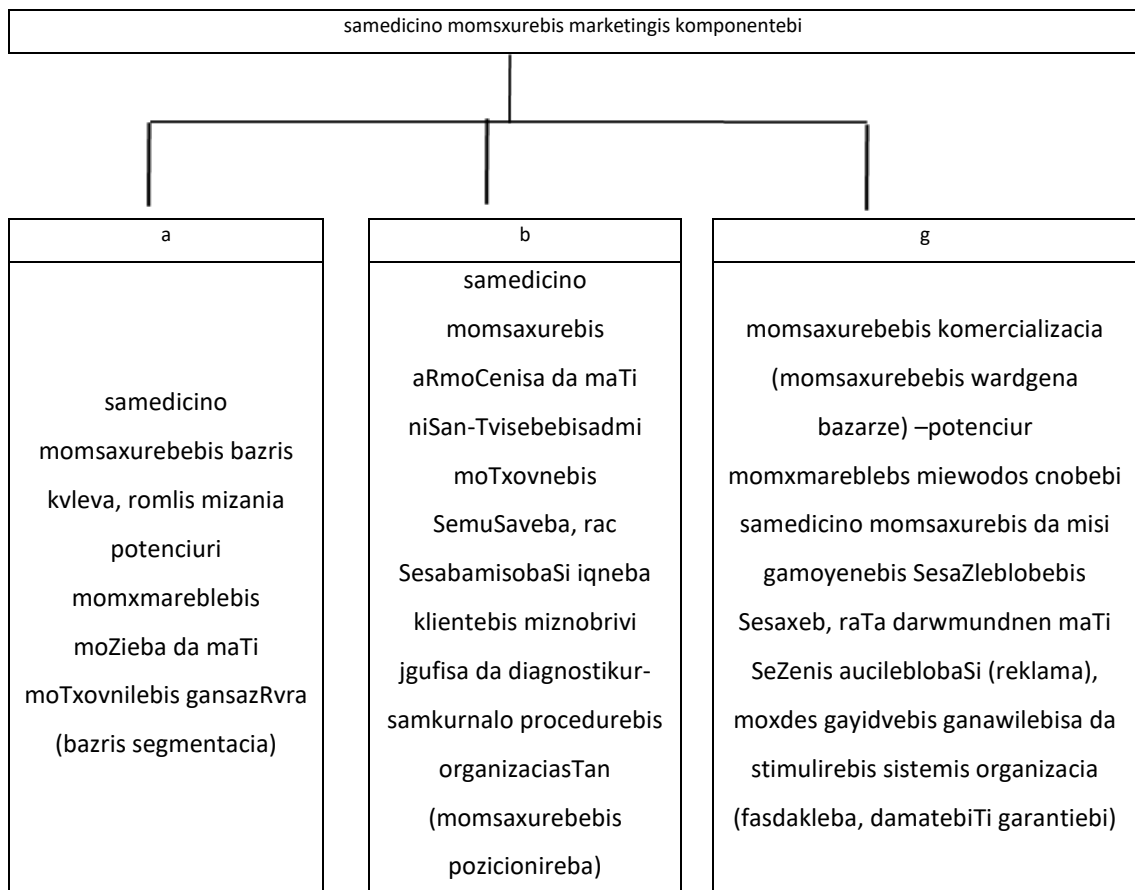 samedicino momsxurebis marketingis komponentebi
a
samedicino
momsaxurebebis bazris
kvleva, romlis mizania
potenciuri
momxmareblebis
moZieba da maTi
moTxovnilebis gansazRvra
(bazris segmentacia)
b
samedicino
momsaxurebis
aRmoCenisa da maTi
niSan-Tvisebebisadmi
moTxovnebis
SemuSaveba, rac
SesabamisobaSi iqneba
klientebis miznobrivi
jgufisa da diagnostikur-
samkurnalo procedurebis
organizaciasTan
(momsaxurebebis
pozicionireba)
g
momsaxurebebis komercializacia
(momsaxurebebis wardgena
bazarze) –potenciur
momxmareblebs miewodos cnobebi
samedicino momsaxurebis da misi
gamoyenebis SesaZleblobebis
Sesaxeb, raTa darwmundnen maTi
SeZenis aucileblobaSi (reklama),
moxdes gayidvebis ganawilebisa da
stimulirebis sistemis organizacia
(fasdakleba, damatebiTi garantiebi)